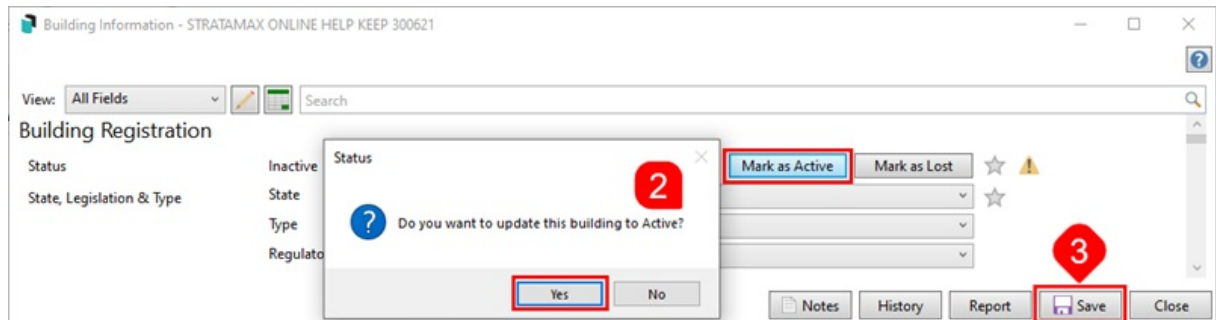 Building Information - STRATAMAX ONLINE HELP KEEP 300621
View: All Fields Search
Building Registration
Status Inactive Mark as Active Mark as Lost
State, Legislation & Type State
Type
Regulato
Status
2
Do you want to update this building to Active?
Yes No
3
Notes History Report Save Close